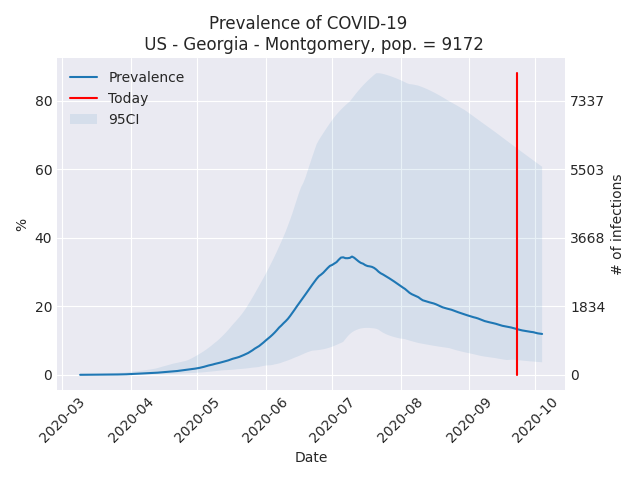 Prevalence of COVID-19
US - Georgia - Montgomery, pop. = 9172
Prevalence
Today
95CI
%
80
60
40
20
0
7337
5503
3668
1834
0
# of infections
2020-03
2020-04
2020-05
2020-06
2020-07
2020-08
2020-09
2020-10
Date